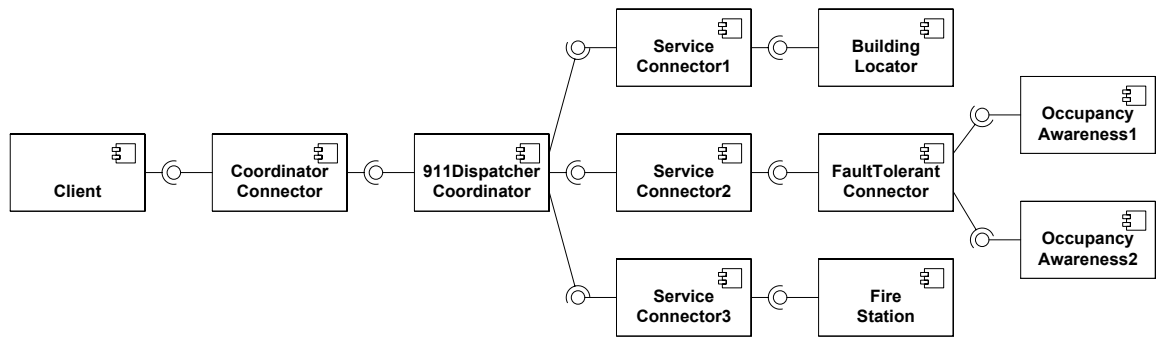 Client
Coordinator
Connector
911Dispatcher
Coordinator
Service
Connector1
Building
Locator
Service
Connector2
FaultTolerant
Connector
Occupancy
Awareness1
Occupancy
Awareness2
Service
Connector3
Fire
Station